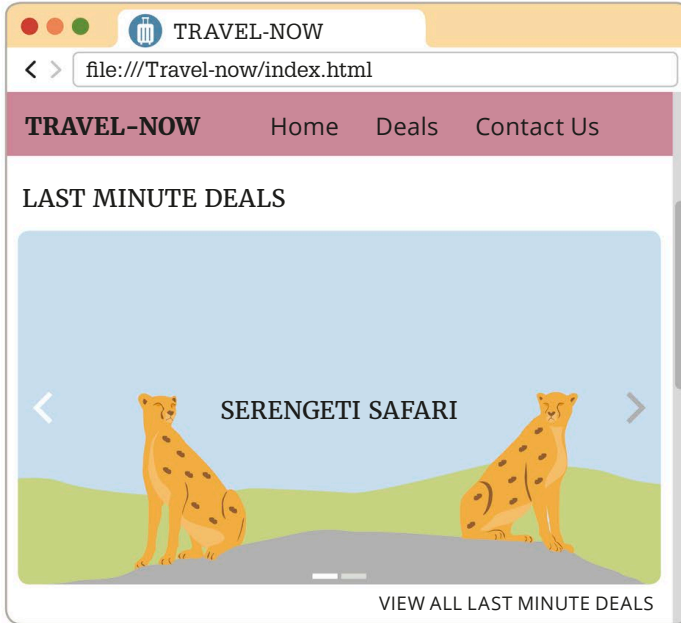 TRAVEL-NOW
file:///Travel-now/index.html
TRAVEL-NOW Home Deals Contact Us
LAST MINUTE DEALS
SERENGETI SAFARI
VIEW ALL LAST MINUTE DEALS